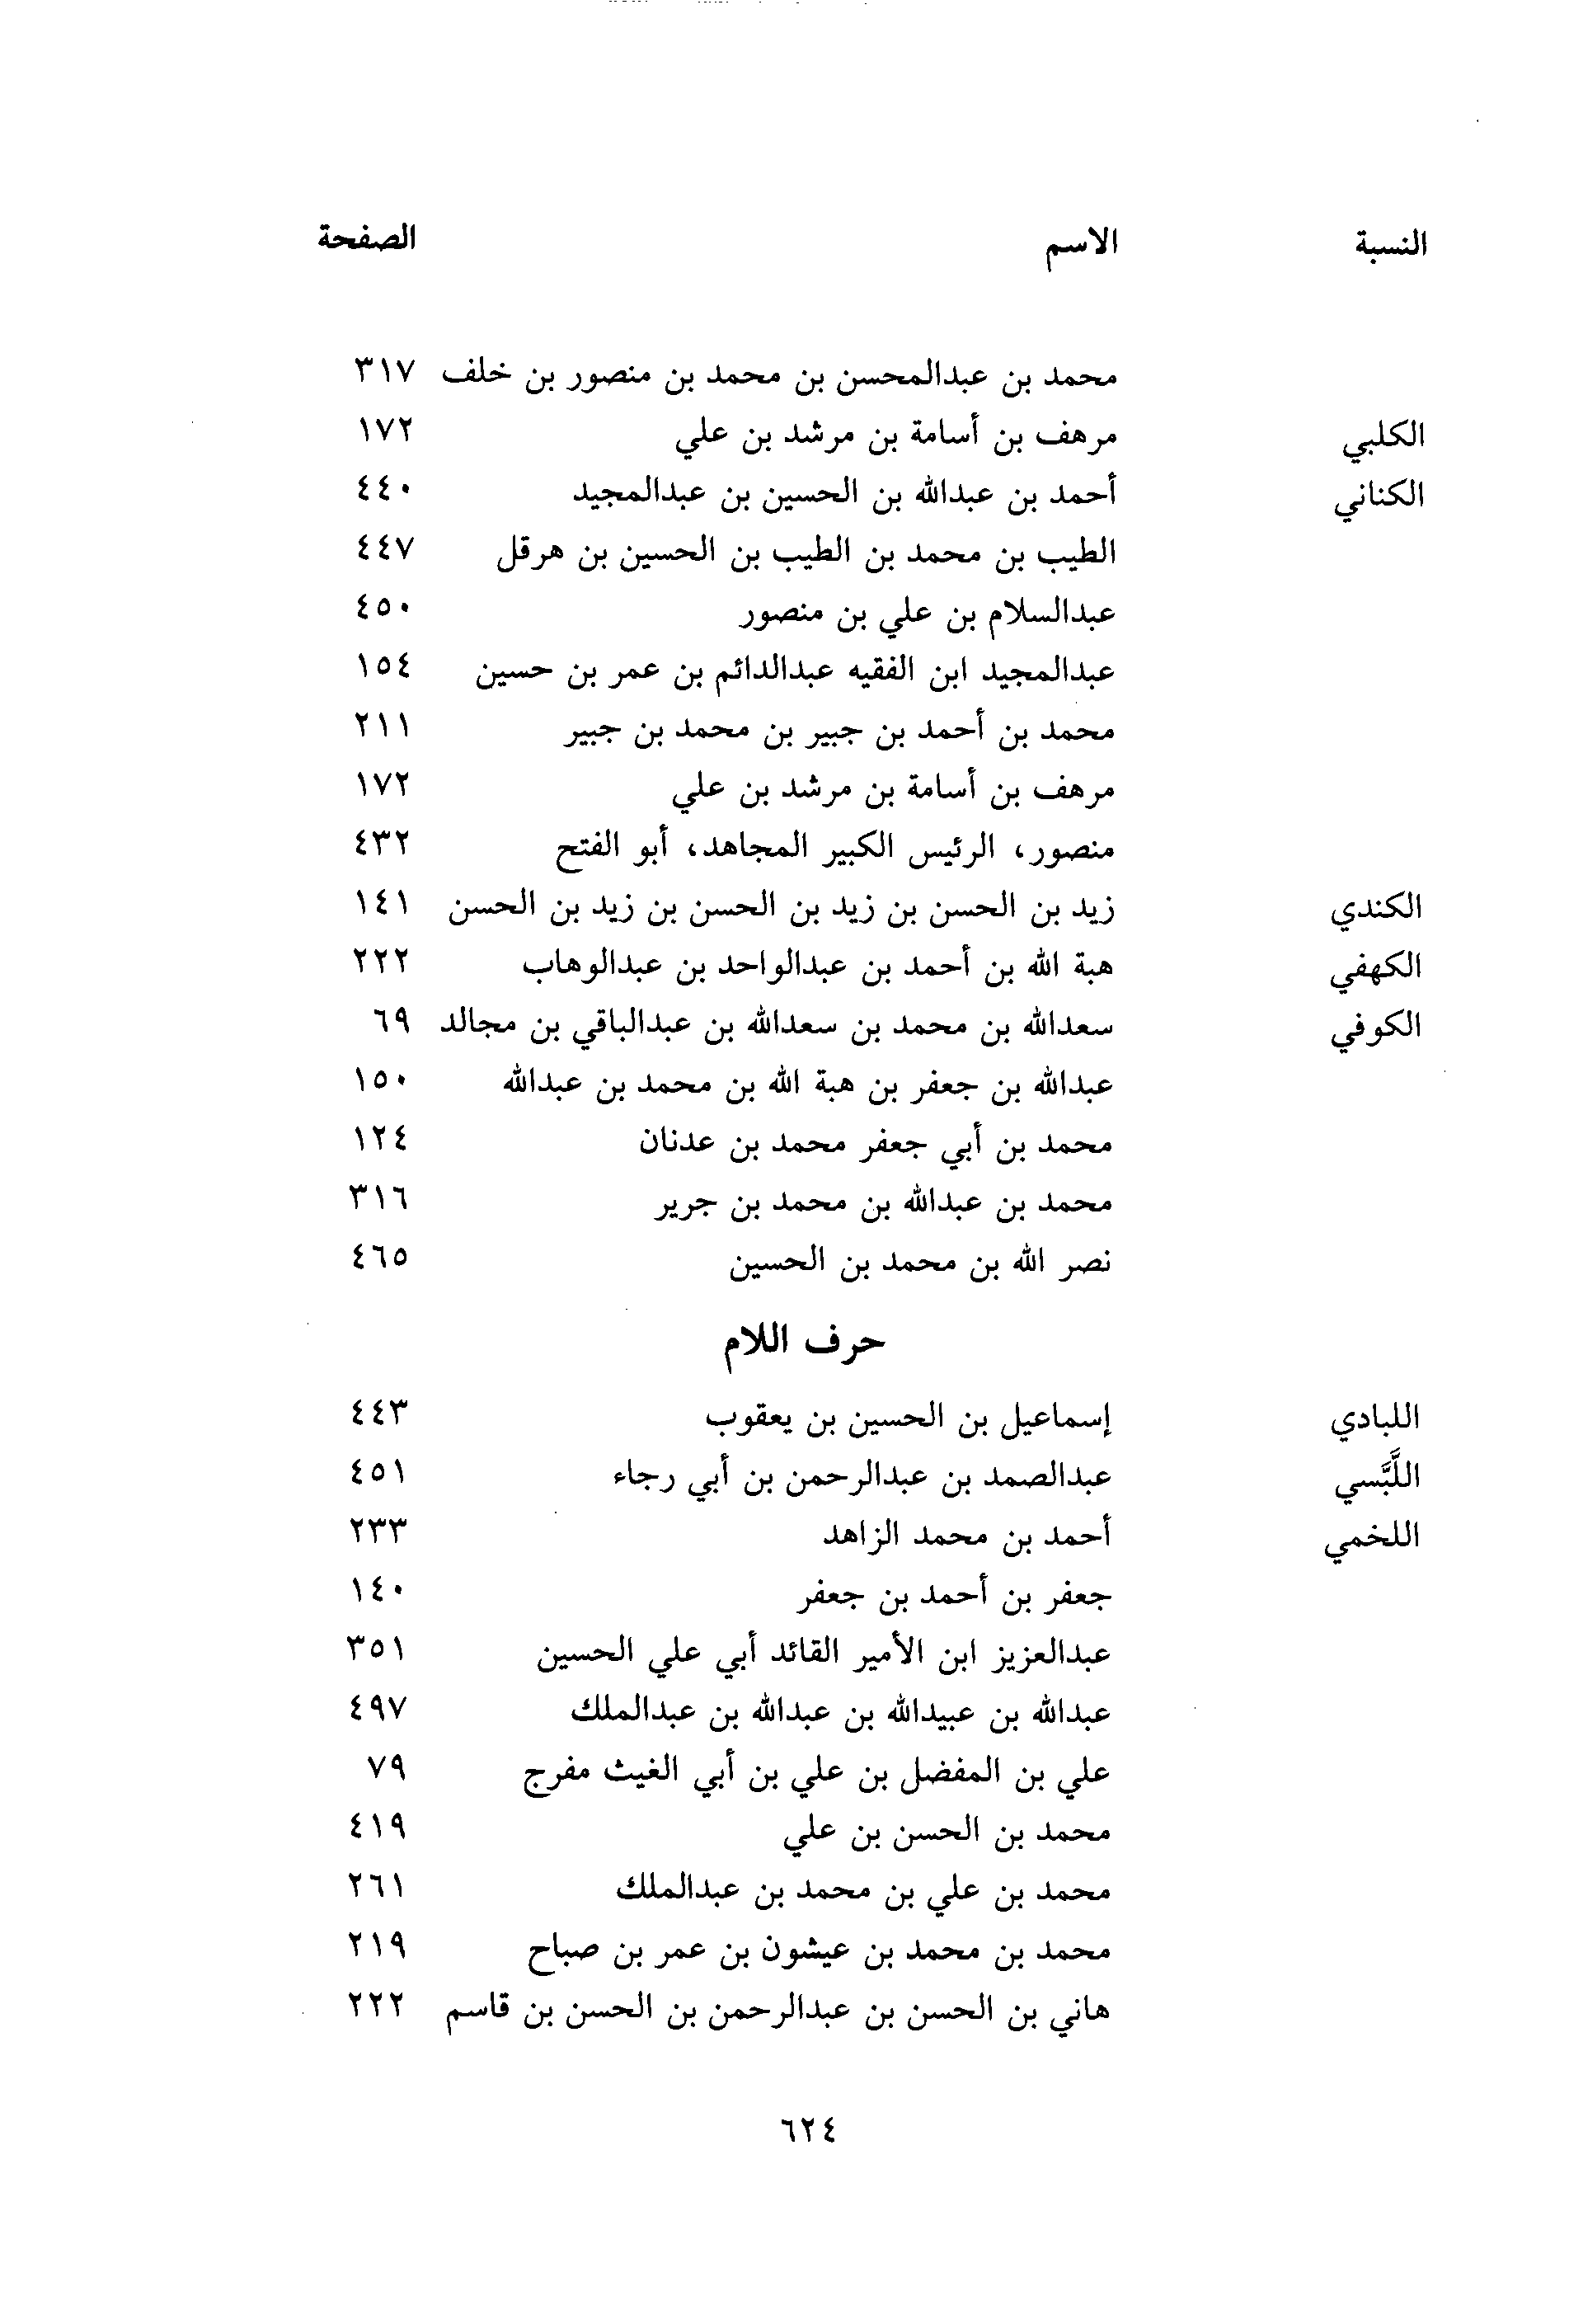 النسبة الاسم الصفحة
محمد بن عبدالمحسن بن محمد بن منصور بن خلف ٣١٧
الكلبي مرهف بن أسامة بن مرشد بن علي ١٧٢
الكناني أحمد بن عبدالله بن الحسين بن عبدالمجيد ٤٤٠
الطيب بن محمد بن الطيب بن الحسين بن هرقل ٤٤٧
عبدالسلام بن علي بن منصور ٤٥٠
عبدالمجيد ابن الفقيه عبدالدائم بن عمر بن حسين ١٥٤
محمد بن أحمد بن جبير بن محمد بن جبير ٢١١
مرهف بن أسامة بن مرشد بن علي ١٧٢
منصور، الرئيس الكبير المجاهد، أبو الفتح ٤٣٢
الكندي زيد بن الحسن بن زيد بن الحسن بن زيد بن الحسن ١٤١
الكهفي هبة الله بن أحمد بن عبدالواحد بن عبدالوهاب ٢٢٢
الكوفي سعدالله بن محمد بن سعدالله بن عبدالباقي بن مجالد ٦٩
عبدالله بن جعفر بن هبة الله بن محمد بن عبدالله ١٥٠
محمد بن أبي جعفر محمد بن عدنان ١٢٤
محمد بن عبدالله بن محمد بن جرير ٣١٦
نصر الله بن محمد بن الحسين ٤٦٥
حرف اللام
اللبادي إسماعيل بن الحسين بن يعقوب ٤٤٣
اللَّبَّسي عبدالصمد بن عبدالرحمن بن أبي رجاء ٤٥١
اللخمي أحمد بن محمد الزاهد ٢٣٣
جعفر بن أحمد بن جعفر ١٤٠
عبدالعزيز ابن الأمير القائد أبي علي الحسين ٣٥١
عبدالله بن عبيدالله بن عبدالله بن عبدالملك ٤٩٧
علي بن المفضل بن علي بن أبي الغيث مفرج ٧٩
محمد بن الحسن بن علي ٤١٩
محمد بن علي بن محمد بن عبدالملك ٢٦١
محمد بن محمد بن عيشون بن عمر بن صباح ٢١٩
هاني بن الحسن بن عبدالرحمن بن الحسن بن قاسم ٢٢٢
٦٢٤